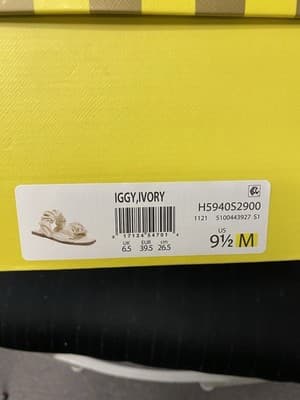 IGGY,IVORY
H5940S2900
1121 5100443927 S1
UK EUR cm
6.5 39.5 26.5
US
9½ M